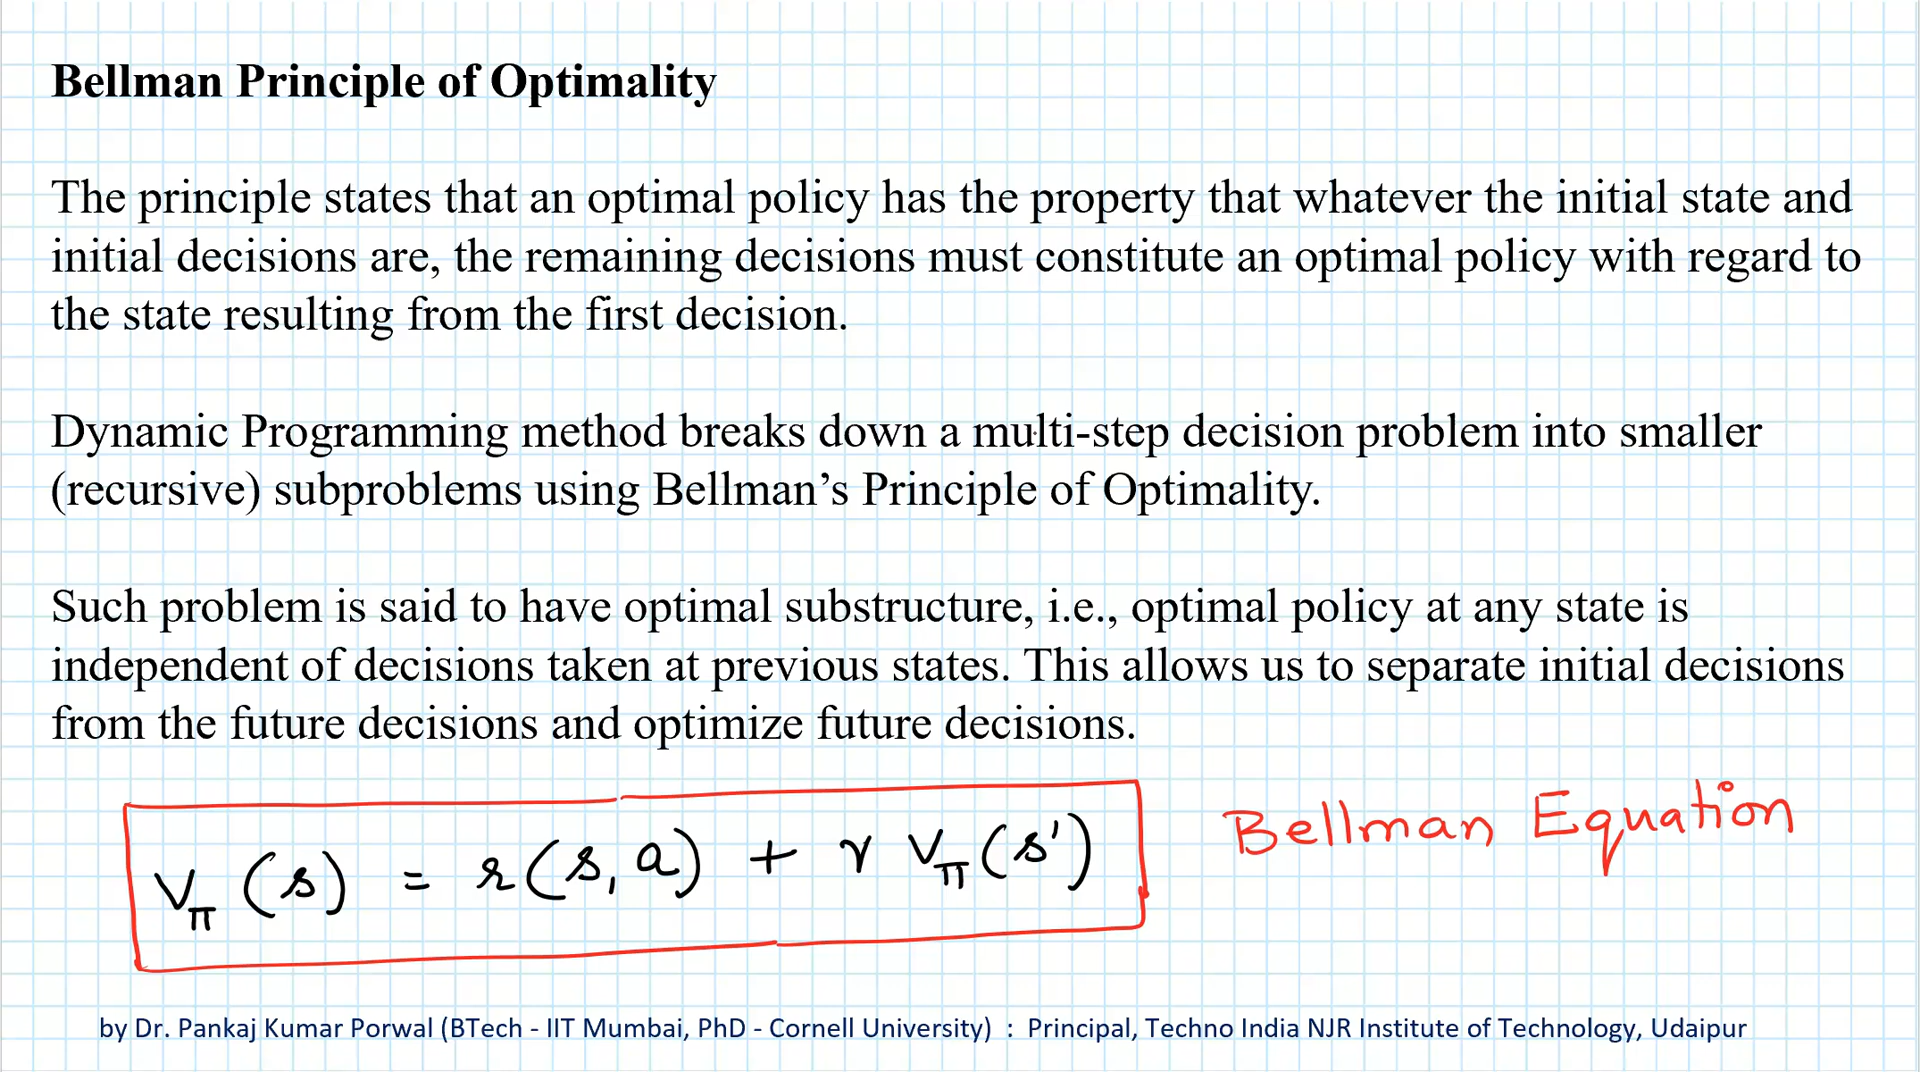 Bellman Principle of Optimality
The principle states that an optimal policy has the property that whatever the initial state and
initial decisions are, the remaining decisions must constitute an optimal policy with regard to
the state resulting from the first decision.
Dynamic Programming method breaks down a multi-step decision problem into smaller
(recursive) subproblems using Bellman’s Principle of Optimality.
Such problem is said to have optimal substructure, i.e., optimal policy at any state is
independent of decisions taken at previous states. This allows us to separate initial decisions
from the future decisions and optimize future decisions.
V_π (s) = r(s, a) + γ V_π (s')
Bellman Equation
by Dr. Pankaj Kumar Porwal (BTech - IIT Mumbai, PhD - Cornell University) : Principal, Techno India NJR Institute of Technology, Udaipur